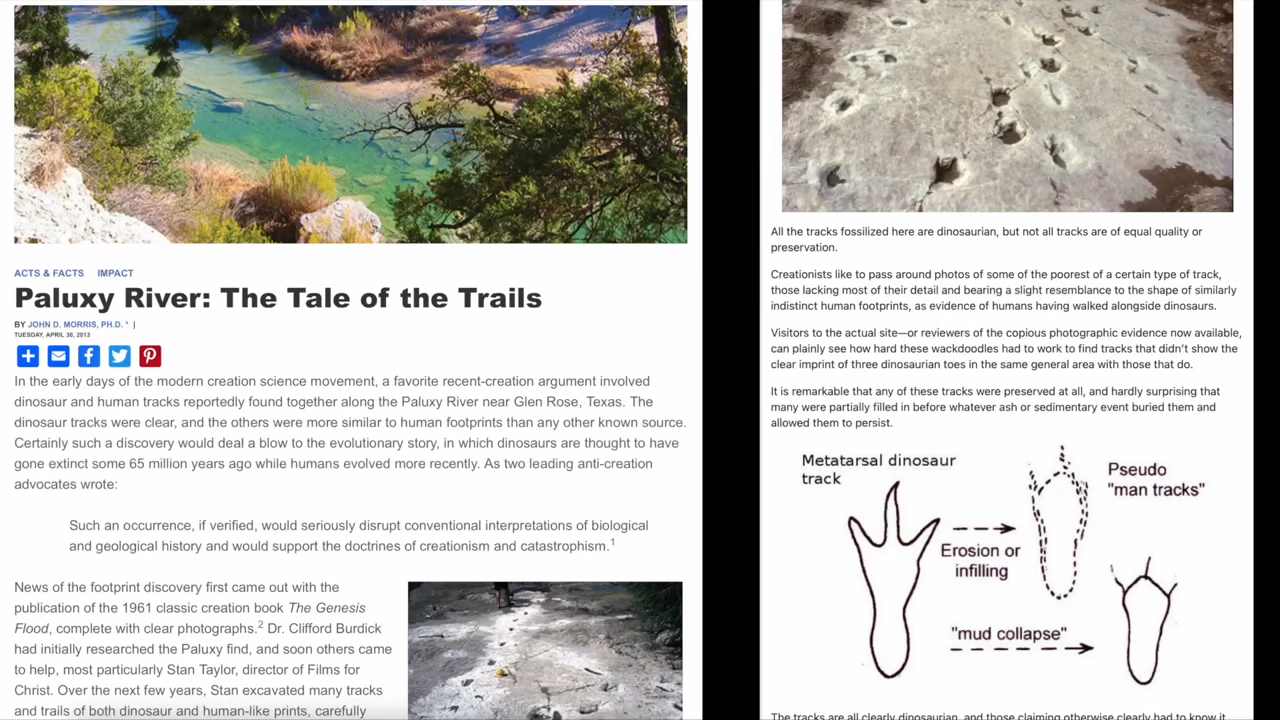 ACTS & FACTS IMPACT
Paluxy River: The Tale of the Trails
BY JOHN D. MORRIS, PH.D. * |
TUESDAY, APRIL 30, 2013
In the early days of the modern creation science movement, a favorite recent-creation argument involved
dinosaur and human tracks reportedly found together along the Paluxy River near Glen Rose, Texas. The
dinosaur tracks were clear, and the others were more similar to human footprints than any other known source.
Certainly such a discovery would deal a blow to the evolutionary story, in which dinosaurs are thought to have
gone extinct some 65 million years ago while humans evolved more recently. As two leading anti-creation
advocates wrote:
Such an occurrence, if verified, would seriously disrupt conventional interpretations of biological
and geological history and would support the doctrines of creationism and catastrophism.1
News of the footprint discovery first came out with the
publication of the 1961 classic creation book The Genesis
Flood, complete with clear photographs.2 Dr. Clifford Burdick
had initially researched the Paluxy find, and soon others came
to help, most particularly Stan Taylor, director of Films for
Christ. Over the next few years, Stan excavated many tracks
and trails of both dinosaur and human-like prints, carefully
All the tracks fossilized here are dinosaurian, but not all tracks are of equal quality or
preservation.
Creationists like to pass around photos of some of the poorest of a certain type of track,
those lacking most of their detail and bearing a slight resemblance to the shape of similarly
indistinct human footprints, as evidence of humans having walked alongside dinosaurs.
Visitors to the actual site—or reviewers of the copious photographic evidence now available,
can plainly see how hard these wackdoodles had to work to find tracks that didn't show the
clear imprint of three dinosaurian toes in the same general area with those that do.
It is remarkable that any of these tracks were preserved at all, and hardly surprising that
many were partially filled in before whatever ash or sedimentary event buried them and
allowed them to persist.
Metatarsal dinosaur
track
Pseudo
"man tracks"
Erosion or
infilling
"mud collapse"
The tracks are all clearly dinosaurian, and those claiming otherwise clearly had to know it